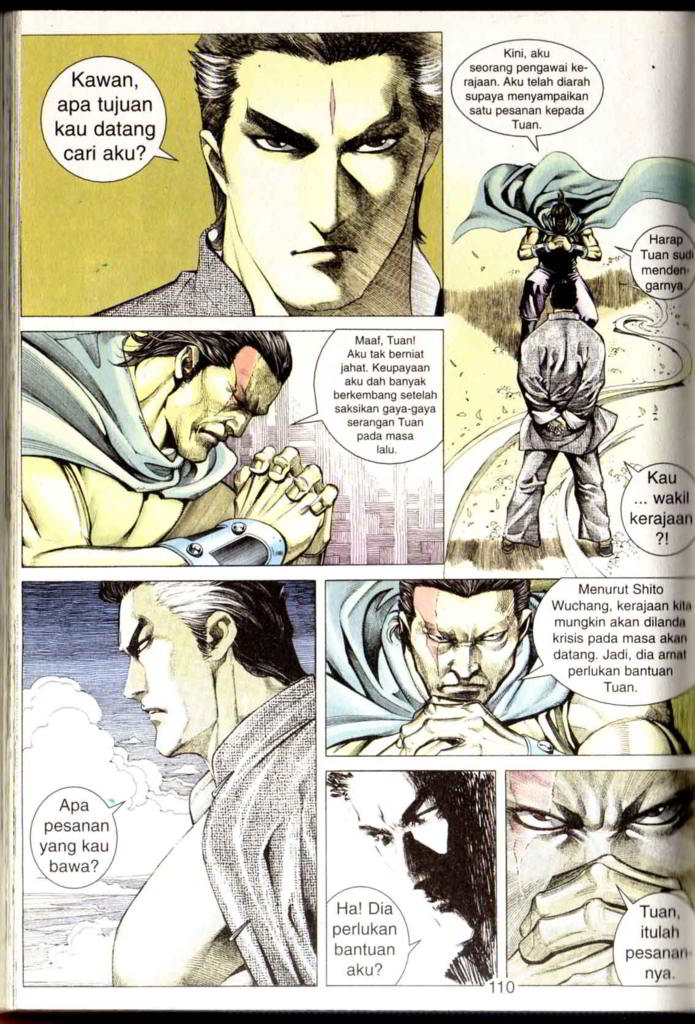 Kawan,
apa tujuan
kau datang
cari aku?
Kini, aku
seorang pengawai ke-
rajaan. Aku telah diarah
supaya menyampaikan
satu pesanan kepada
Tuan.
Harap
Tuan sudi
menden-
garnya.
Maaf, Tuan!
Aku tak berniat
jahat. Keupayaan
aku dah banyak
berkembang setelah
saksikan gaya-gaya
serangan Tuan
pada masa
lalu.
Kau
... wakil
kerajaan
?!
Apa
pesanan
yang kau
bawa?
Menurut Shito
Wuchang, kerajaan kita
mungkin akan dilanda
krisis pada masa akan
datang. Jadi, dia amat
perlukan bantuan
Tuan.
Ha! Dia
perlukan
bantuan
aku?
Tuan,
itulah
pesanan-
nya.
110